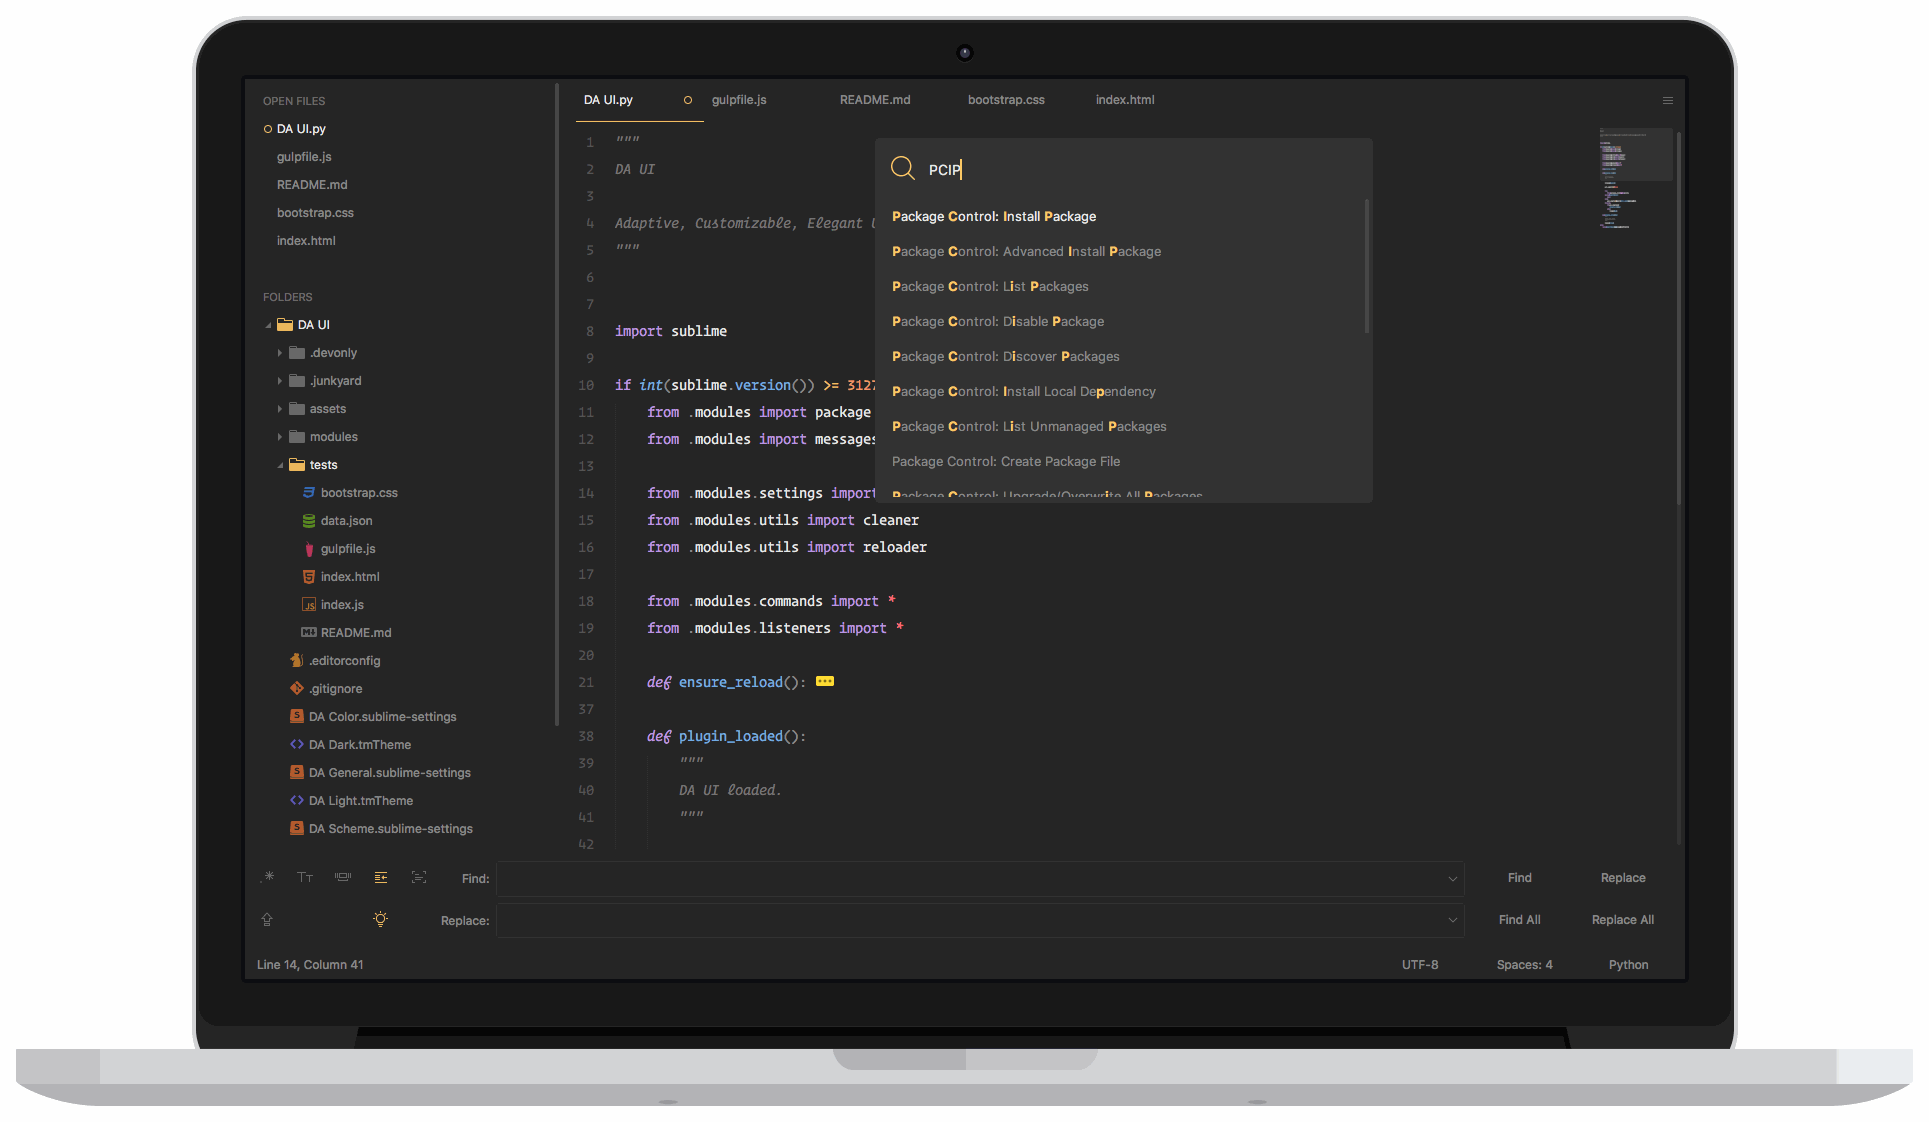 OPEN FILES
DA UI.py
gulpfile.js
README.md
bootstrap.css
index.html
FOLDERS
DA UI
.devonly
.junkyard
assets
modules
tests
bootstrap.css
data.json
gulpfile.js
index.html
JS index.js
README.md
.editorconfig
.gitignore
S DA Color.sublime-settings
<> DA Dark.tmTheme
S DA General.sublime-settings
<> DA Light.tmTheme
S DA Scheme.sublime-settings
DA UI.py gulpfile.js README.md bootstrap.css index.html
1 """
2 DA UI
3
4 Adaptive, Customizable, Elegant
5 """
6
7
8 import sublime
9
10 if int(sublime.version()) >= 3127
11 from .modules import package
12 from .modules import messages
13
14 from .modules.settings import
15 from .modules.utils import cleaner
16 from .modules.utils import reloader
17
18 from .modules.commands import *
19 from .modules.listeners import *
20
21 def ensure_reload(): ...
37
38 def plugin_loaded():
39 """
40 DA UI loaded.
41 """
42
PCIP
Package Control: Install Package
Package Control: Advanced Install Package
Package Control: List Packages
Package Control: Disable Package
Package Control: Discover Packages
Package Control: Install Local Dependency
Package Control: List Unmanaged Packages
Package Control: Create Package File
Package Control: Upgrade/Overwrite All Packages
.* TT Find: Find Replace
Replace: Find All Replace All
Line 14, Column 41 UTF-8 Spaces: 4 Python